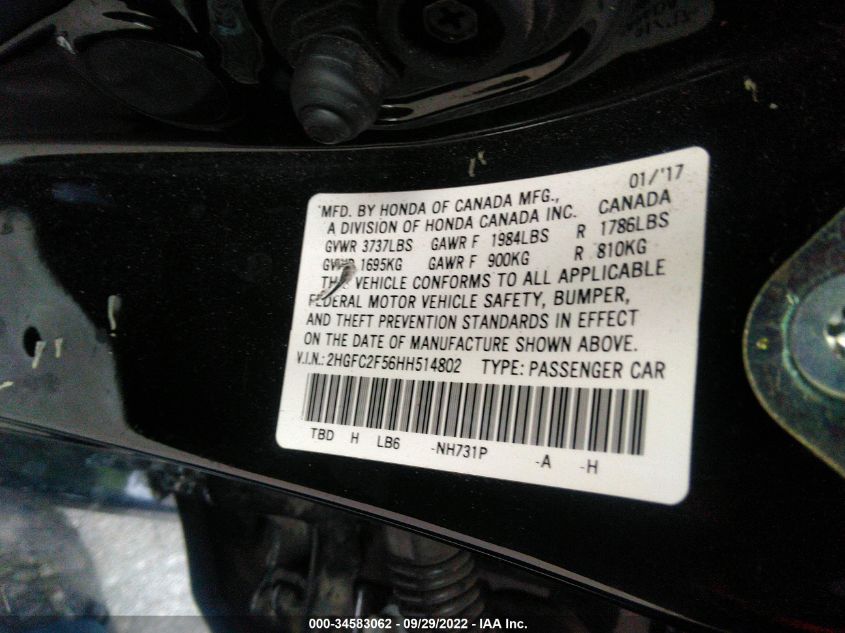 01/'17
MFD. BY HONDA OF CANADA MFG.,
A DIVISION OF HONDA CANADA INC. CANADA
GVWR 3737LBS GAWR F 1984LBS R 1786LBS
GVWR 1695KG GAWR F 900KG R 810KG
THIS VEHICLE CONFORMS TO ALL APPLICABLE
FEDERAL MOTOR VEHICLE SAFETY, BUMPER,
AND THEFT PREVENTION STANDARDS IN EFFECT
ON THE DATE OF MANUFACTURE SHOWN ABOVE.
V.I.N.: 2HGFC2F56HH514802 TYPE: PASSENGER CAR
TBD H LB6 -NH731P -A -H
000-34583062 / 09/29/2022 - IAA Inc.